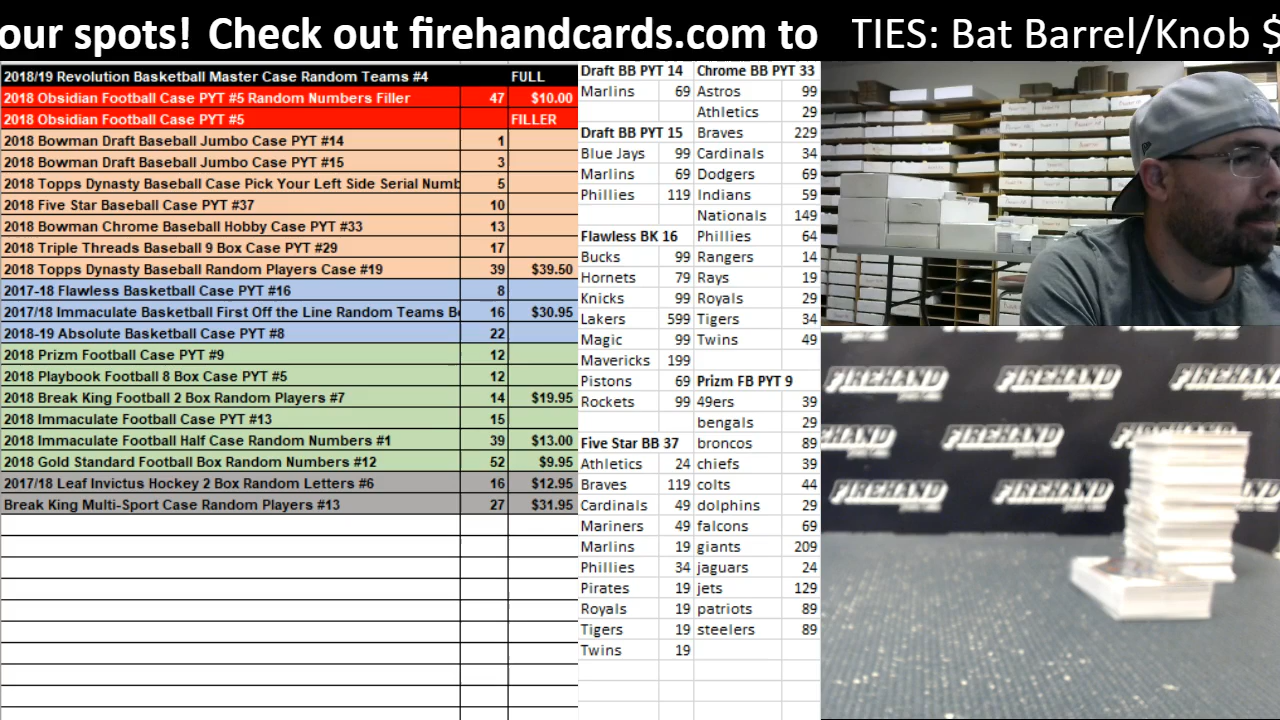 our spots! Check out firehandcards.com to
TIES: Bat Barrel/Knob $
2018/19 Revolution Basketball Master Case Random Teams #4 FULL
2018 Obsidian Football Case PYT #5 Random Numbers Filler 47 $10.00
2018 Obsidian Football Case PYT #5 FILLER
2018 Bowman Draft Baseball Jumbo Case PYT #14 1
2018 Bowman Draft Baseball Jumbo Case PYT #15 3
2018 Topps Dynasty Baseball Case Pick Your Left Side Serial Numb 5
2018 Five Star Baseball Case PYT #37 10
2018 Bowman Chrome Baseball Hobby Case PYT #33 13
2018 Triple Threads Baseball 9 Box Case PYT #29 17
2018 Topps Dynasty Baseball Random Players Case #19 39 $39.50
2017-18 Flawless Basketball Case PYT #16 8
2017/18 Immaculate Basketball First Off the Line Random Teams B 16 $30.95
2018-19 Absolute Basketball Case PYT #8 22
2018 Prizm Football Case PYT #9 12
2018 Playbook Football 8 Box Case PYT #5 12
2018 Break King Football 2 Box Random Players #7 14 $19.95
2018 Immaculate Football Case PYT #13 15
2018 Immaculate Football Half Case Random Numbers #1 39 $13.00
2018 Gold Standard Football Box Random Numbers #12 52 $9.95
2017/18 Leaf Invictus Hockey 2 Box Random Letters #6 16 $12.95
Break King Multi-Sport Case Random Players #13 27 $31.95
Draft BB PYT 14
Marlins 69
Draft BB PYT 15
Blue Jays 99
Marlins 69
Phillies 119
Flawless BK 16
Bucks 99
Hornets 79
Knicks 99
Lakers 599
Magic 99
Mavericks 199
Pistons 69
Rockets 99
Five Star BB 37
Athletics 24
Braves 119
Cardinals 49
Mariners 49
Marlins 19
Phillies 34
Pirates 19
Royals 19
Tigers 19
Twins 19
Chrome BB PYT 33
Astros 99
Athletics 29
Braves 229
Cardinals 34
Dodgers 69
Indians 59
Nationals 149
Phillies 64
Rangers 14
Rays 19
Royals 29
Tigers 34
Twins 49
Prizm FB PYT 9
49ers 39
bengals 29
broncos 89
chiefs 39
colts 44
dolphins 29
falcons 69
giants 209
jaguars 24
jets 129
patriots 89
steelers 89
FIREHAND FIREHAND FIREHAND
FIREHAND FIREHAND FIREHAND
FIREHAND FIREHAND